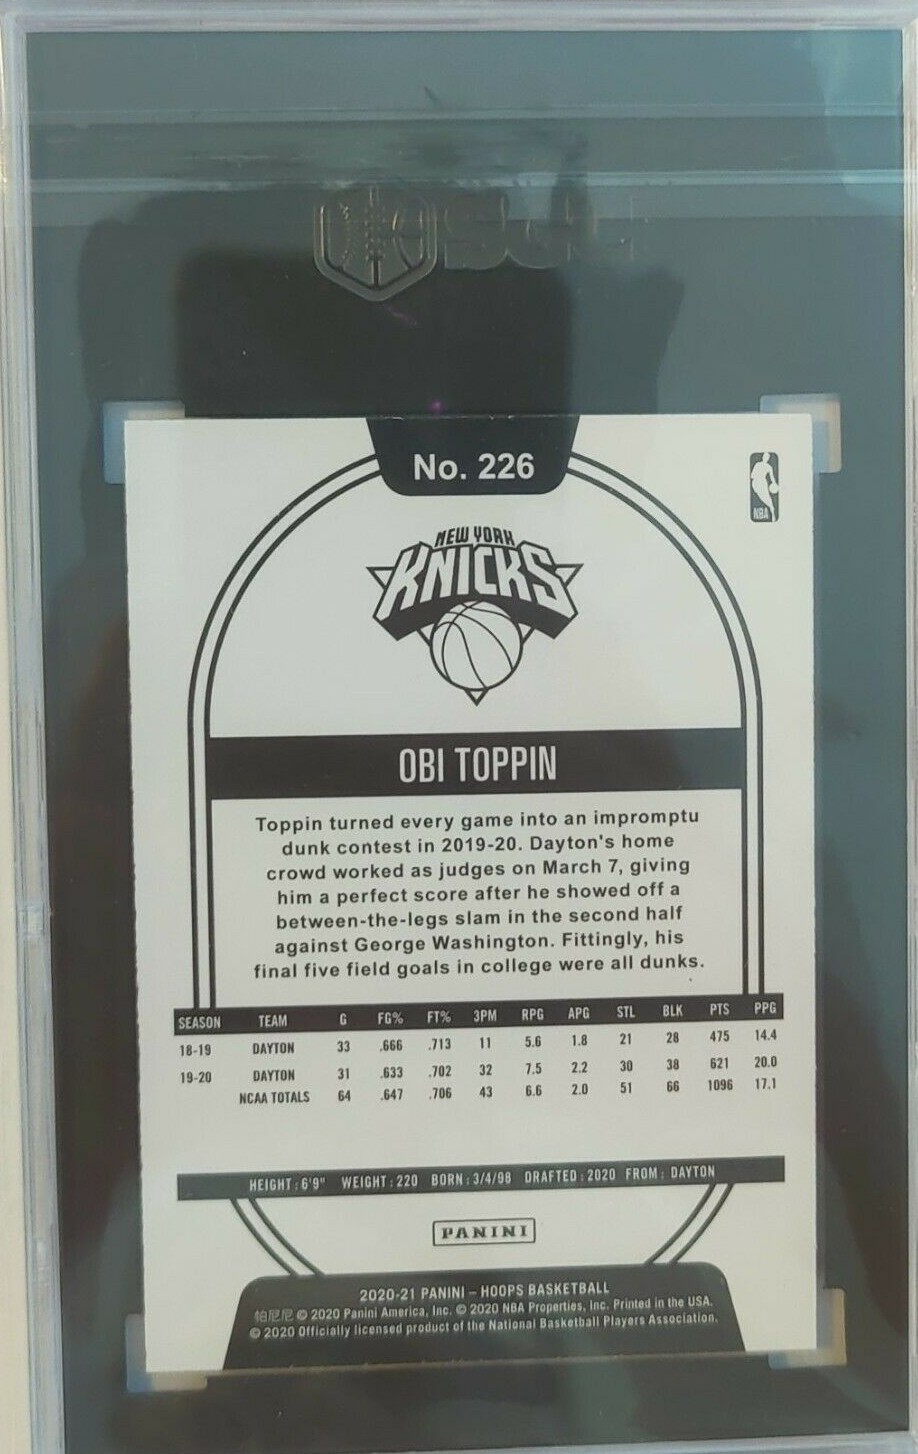 SGC
No. 226
NBA
NEW YORK
KNICKS
OBI TOPPIN
Toppin turned every game into an impromptu
dunk contest in 2019-20. Dayton's home
crowd worked as judges on March 7, giving
him a perfect score after he showed off a
between-the-legs slam in the second half
against George Washington. Fittingly, his
final five field goals in college were all dunks.
SEASON TEAM G FG% FT% 3PM RPG APG STL BLK PTS PPG
18-19 DAYTON 33 .666 .713 11 5.6 1.8 21 28 475 14.4
19-20 DAYTON 31 .633 .702 32 7.5 2.2 30 38 621 20.0
NCAA TOTALS 64 .647 .706 43 6.6 2.0 51 66 1096 17.1
HEIGHT: 6'9" WEIGHT: 220 BORN: 3/4/98 DRAFTED: 2020 FROM: DAYTON
PANINI
2020-21 PANINI – HOOPS BASKETBALL
帕尼尼 © 2020 Panini America, Inc. © 2020 NBA Properties, Inc. Printed in the USA.
© 2020 Officially licensed product of the National Basketball Players Association.